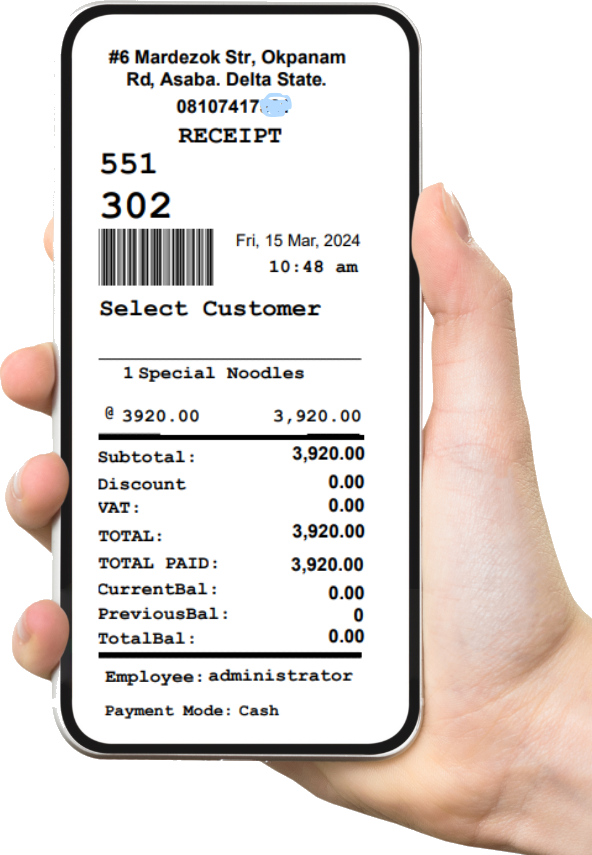 #6 Mardezok Str, Okpanam
Rd, Asaba. Delta State.
08107417
RECEIPT
551
302
Fri, 15 Mar, 2024
10:48 am
Select Customer
1 Special Noodles
@ 3920.00 3,920.00
Subtotal: 3,920.00
Discount 0.00
VAT: 0.00
TOTAL: 3,920.00
TOTAL PAID: 3,920.00
CurrentBal: 0.00
PreviousBal: 0
TotalBal: 0.00
Employee: administrator
Payment Mode: Cash